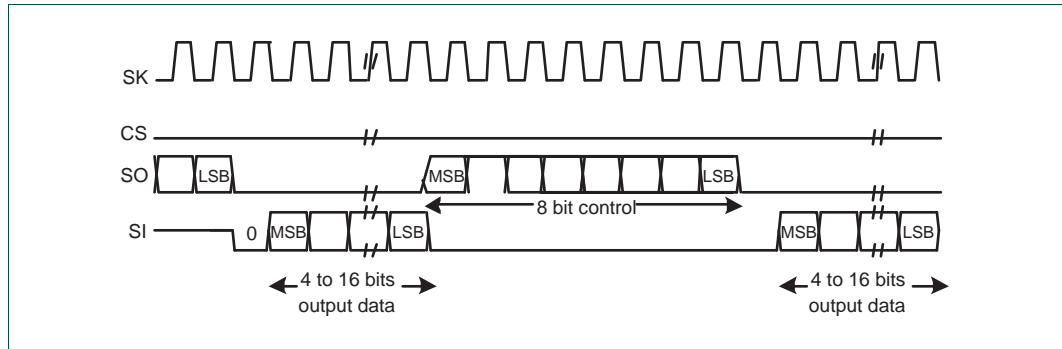 SK
CS
SO
LSB
MSB
LSB
8 bit control
SI
0
MSB
LSB
MSB
LSB
4 to 16 bits
output data
4 to 16 bits
output data